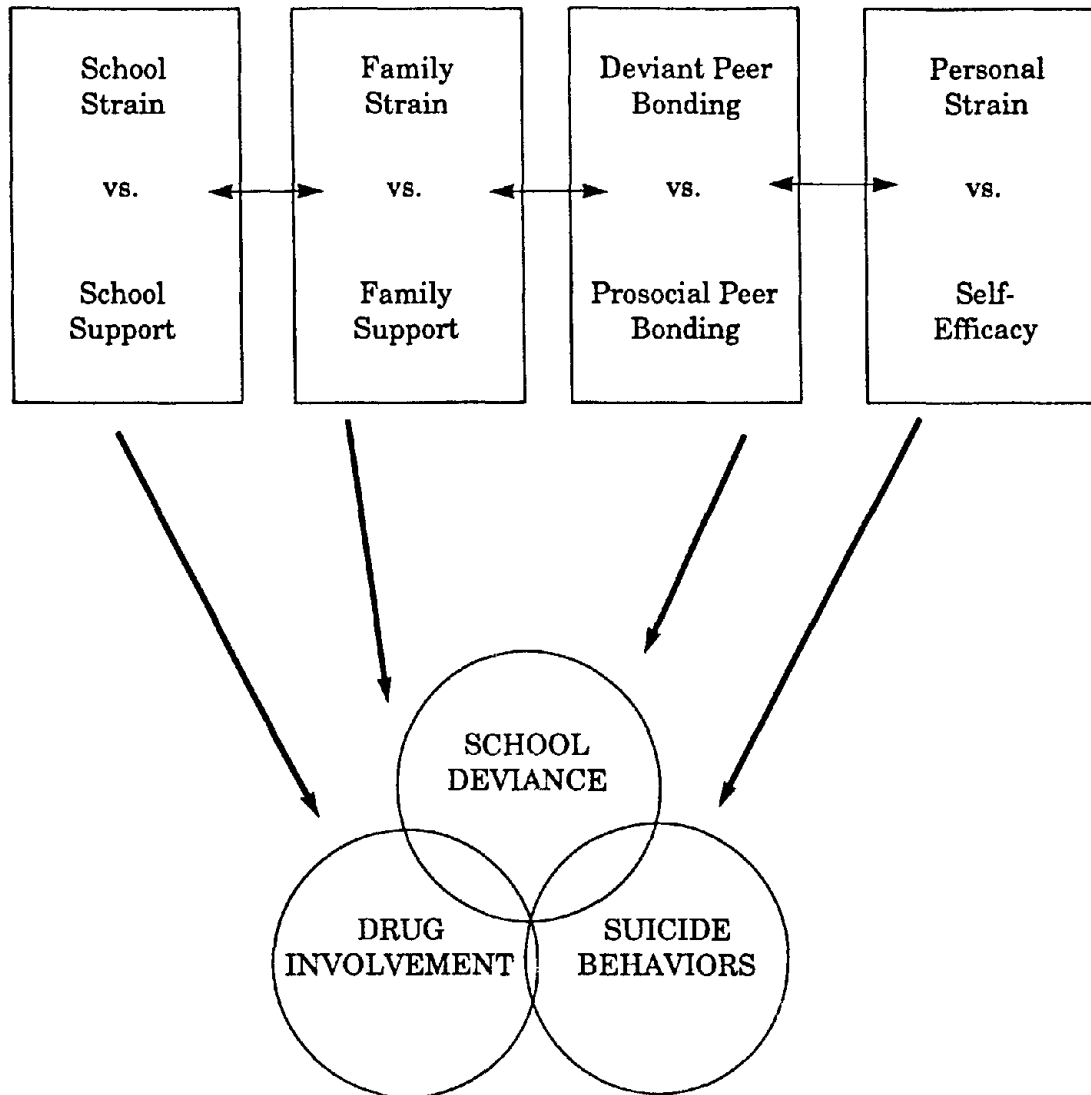 School
Strain
vs.
School
Support
Family
Strain
vs.
Family
Support
Deviant Peer
Bonding
vs.
Prosocial Peer
Bonding
Personal
Strain
vs.
Self-
Efficacy
SCHOOL
DEVIANCE
DRUG
INVOLVEMENT
SUICIDE
BEHAVIORS